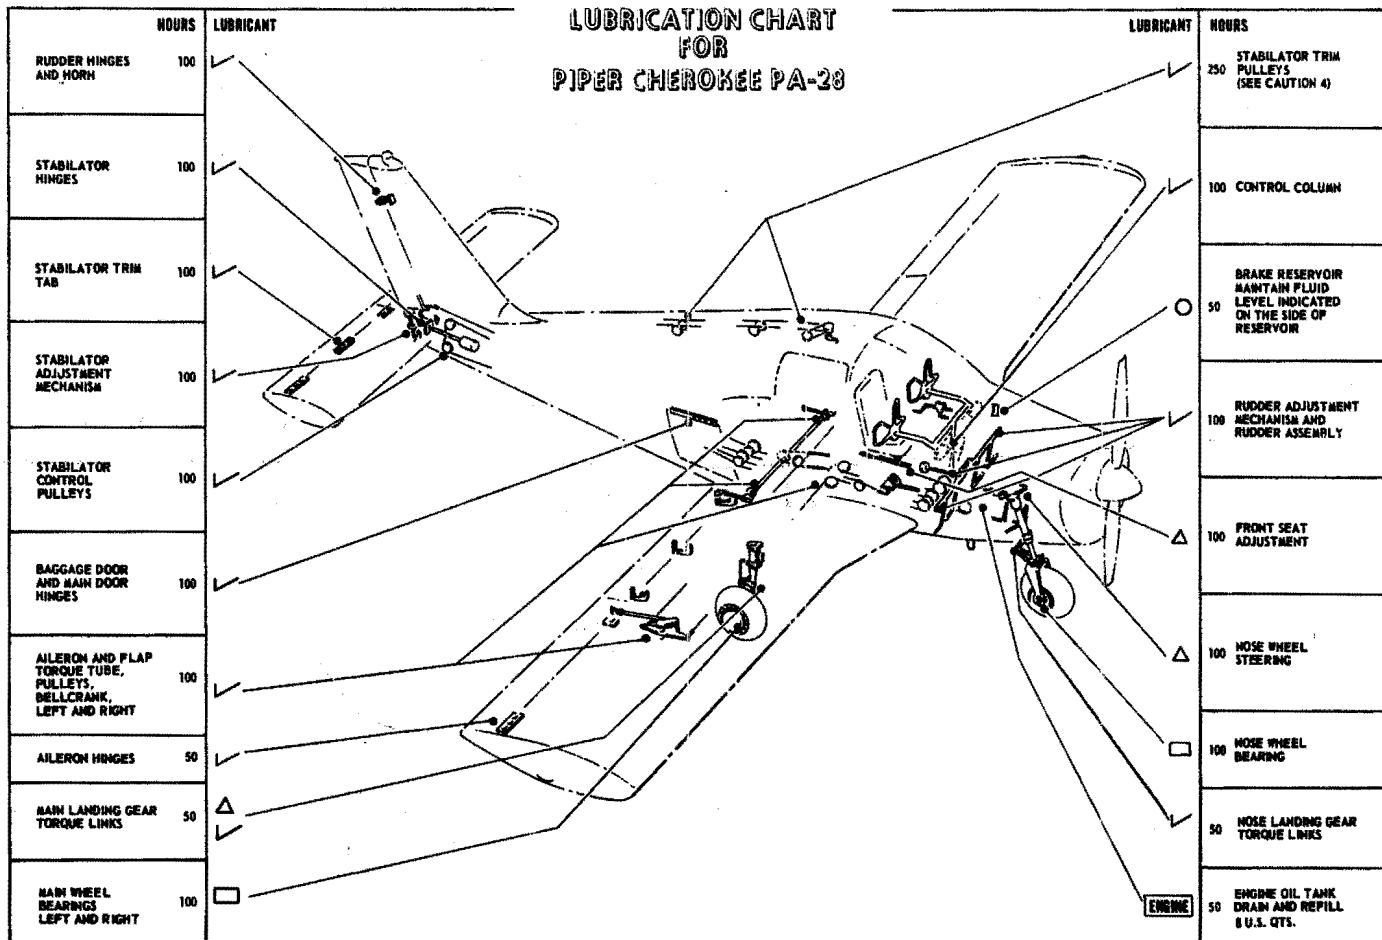 LUBRICATION CHART
FOR
PIPER CHEROKEE PA-28
HOURS LUBRICANT
RUDDER HINGES
AND HORN 100
STABILATOR
HINGES 100
STABILATOR TRIM
TAB 100
STABILATOR
ADJUSTMENT
MECHANISM 100
STABILATOR
CONTROL
PULLEYS 100
BAGGAGE DOOR
AND MAIN DOOR
HINGES 100
AILERON AND FLAP
TORQUE TUBE,
PULLEYS,
BELLCRANK,
LEFT AND RIGHT 100
AILERON HINGES 50
MAIN LANDING GEAR
TORQUE LINKS 50
MAIN WHEEL
BEARINGS
LEFT AND RIGHT 100
LUBRICANT HOURS
250 STABILATOR TRIM
PULLEYS
(SEE CAUTION 4)
100 CONTROL COLUMN
50 BRAKE RESERVOIR
MAINTAIN FLUID
LEVEL INDICATED
ON THE SIDE OF
RESERVOIR
100 RUDDER ADJUSTMENT
MECHANISM AND
RUDDER ASSEMBLY
100 FRONT SEAT
ADJUSTMENT
100 NOSE WHEEL
STEERING
100 NOSE WHEEL
BEARING
50 NOSE LANDING GEAR
TORQUE LINKS
ENGINE 50 ENGINE OIL TANK
DRAIN AND REFILL
8 U.S. QTS.